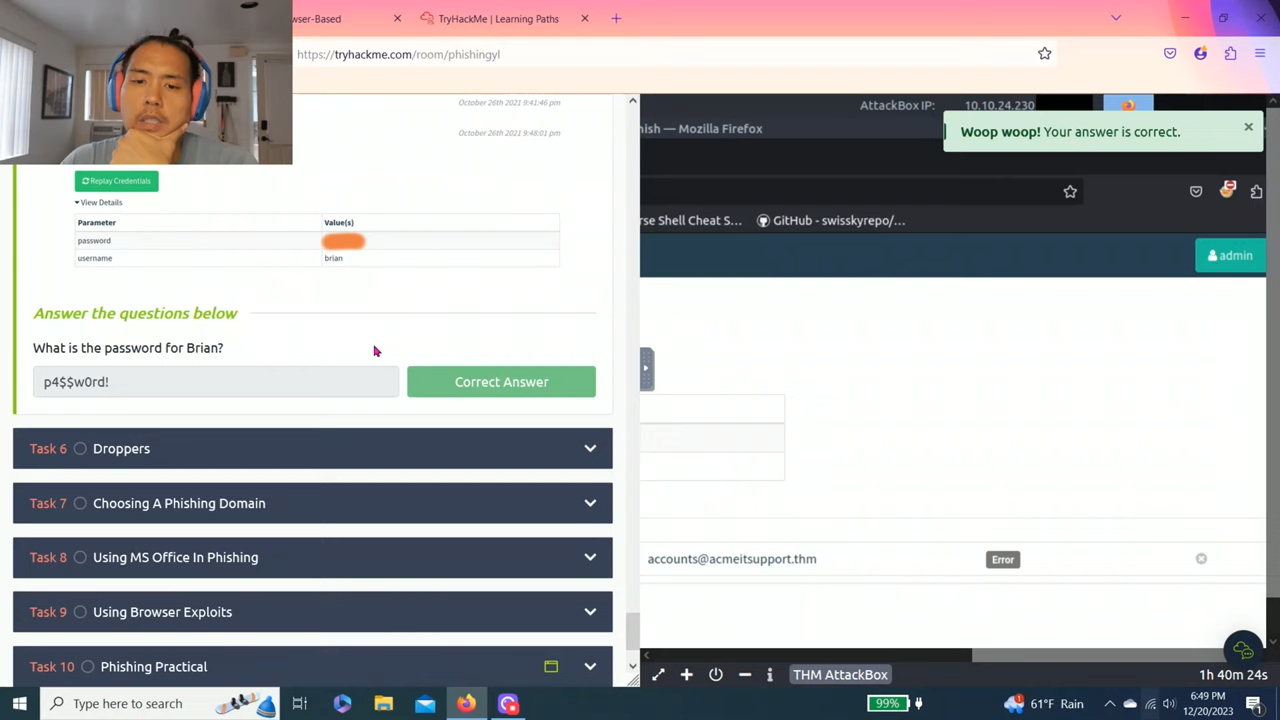 wser-Based
TryHackMe | Learning Paths
https://tryhackme.com/room/phishingyl
October 26th 2021 9:41:46 pm
October 26th 2021 9:48:01 pm
Replay Credentials
View Details
Parameter Value(s)
password
username brian
Answer the questions below
What is the password for Brian?
p4$$w0rd! Correct Answer
Task 6 Droppers
Task 7 Choosing A Phishing Domain
Task 8 Using MS Office In Phishing
Task 9 Using Browser Exploits
Task 10 Phishing Practical
AttackBox IP: 10.10.24.230
hish — Mozilla Firefox
Woop woop! Your answer is correct.
rse Shell Cheat S... GitHub - swisskyrepo/...
admin
accounts@acmeitsupport.thm Error
THM AttackBox 1h 40m 24s
Type here to search
99%
61°F Rain
6:49 PM
12/20/2023